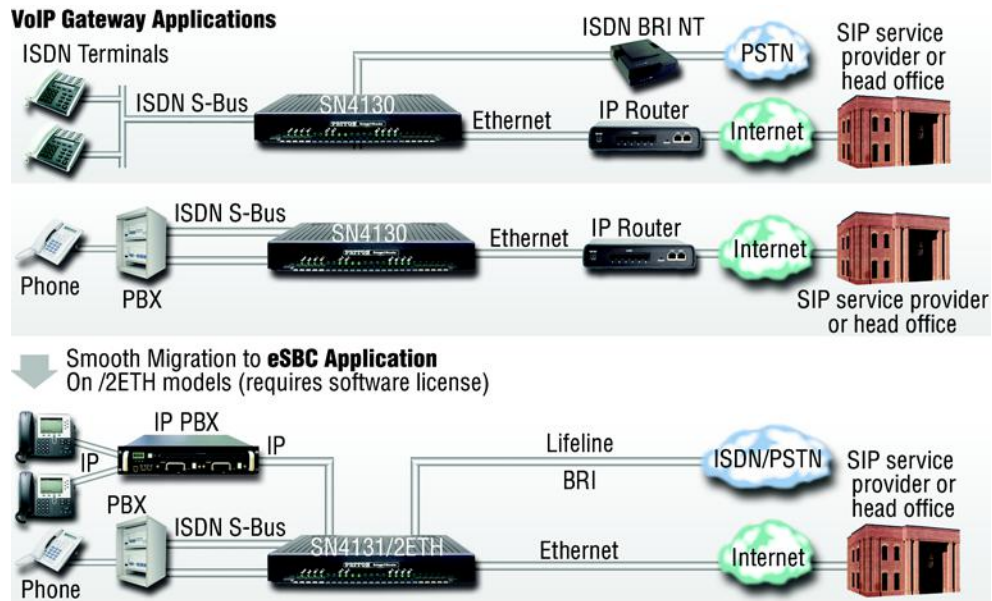 VoIP Gateway Applications
ISDN Terminals
ISDN S-Bus
SN4130
ISDN BRI NT
PSTN
SIP service
provider or
head office
Ethernet
IP Router
Internet
ISDN S-Bus
SN4130
Ethernet
IP Router
Internet
Phone
PBX
SIP service provider
or head office
Smooth Migration to eSBC Application
On /2ETH models (requires software license)
IP PBX
IP
IP
Lifeline
BRI
ISDN/PSTN
SIP service
provider or
head office
PBX
ISDN S-Bus
SN4131/2ETH
Ethernet
Internet
Phone